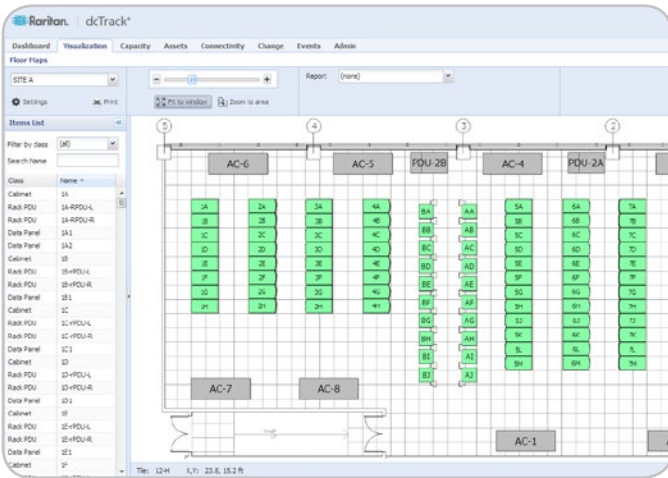 Raritan. dcTrack®
Dashboard Visualization Capacity Assets Connectivity Change Events Admin
Floor Maps
SITE A
Report (none)
Settings Print Fit to window Zoom to area
Items List
Filter by class (all)
Search Name
Class Name
Cabinet 1A
Rack PDU 1A-RPDU-L
Rack PDU 1A-RPDU-R
Data Panel 1A1
Data Panel 1A2
Cabinet 1B
Rack PDU 1B-rPDU-L
Rack PDU 1B-rPDU-R
Data Panel 1B1
Cabinet 1C
Rack PDU 1C-rPDU-L
Rack PDU 1C-rPDU-R
Data Panel 1C1
Cabinet 1D
Rack PDU 1D-rPDU-L
Rack PDU 1D-rPDU-R
Data Panel 1D1
Cabinet 1E
Rack PDU 1E-rPDU-L
Rack PDU 1E-rPDU-R
Data Panel 1E1
Cabinet 1F
5 4 3 2
AC-6 AC-5 PDU-2B AC-4 PDU-2A
1A 2A 3A 4A BA AA 5A 6A 7A
1B 2B 3B 4B BB AB 5B 6B 7B
1C 2C 3C 4C BC AC 5C 6C 7C
1D 2D 3D 4D BD AD 5D 6D 7D
1E 2E 3E 4E BE AE 5E 6E 7E
1F 2F 3F 4F BF AF 5F 6F 7F
1G 2G 3G 4G BG AG 5G 6G 7G
1H 2H 3H 4H BH AH 5H 6H 7H
BI AI 5J 6J 7J
BJ AJ 5K 6K 7K
5L 6L 7L
5M 6M 7M
AC-7 AC-8
AC-1
Tile: 12-H X,Y: 23.8, 15.2 ft